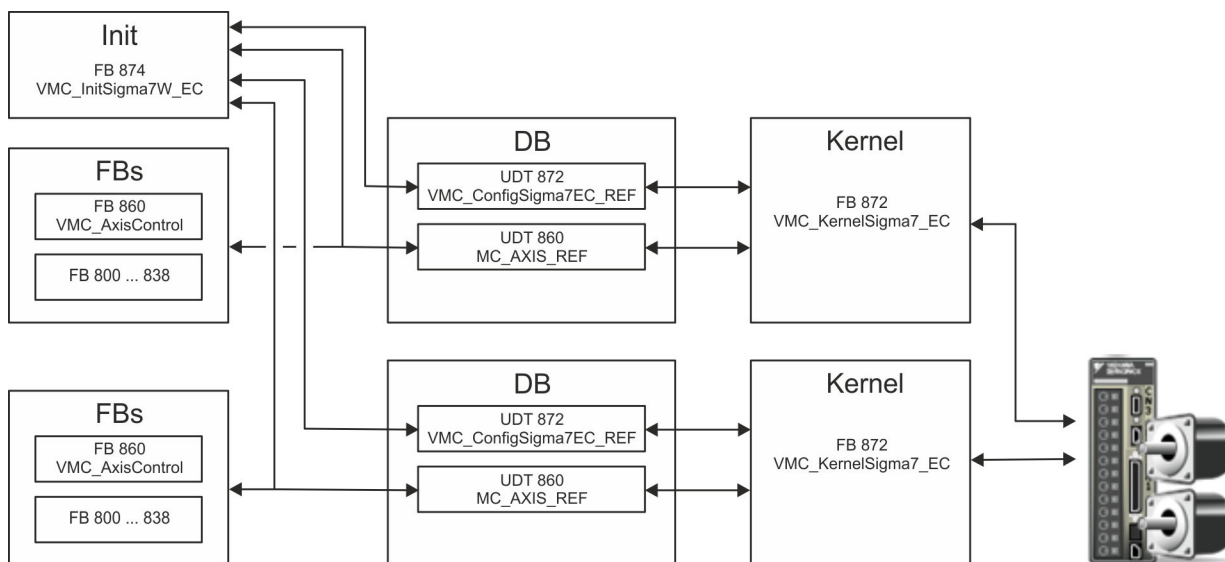 Init
FB 874
VMC_InitSigma7W_EC
FBs
FB 860
VMC_AxisControl
FB 800 ... 838
DB
UDT 872
VMC_ConfigSigma7EC_REF
UDT 860
MC_AXIS_REF
Kernel
FB 872
VMC_KernelSigma7_EC
FBs
FB 860
VMC_AxisControl
FB 800 ... 838
DB
UDT 872
VMC_ConfigSigma7EC_REF
UDT 860
MC_AXIS_REF
Kernel
FB 872
VMC_KernelSigma7_EC